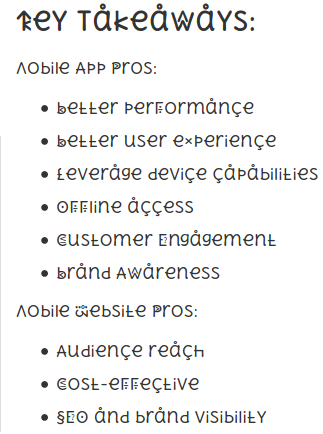 Key Takeaways:
Mobile App Pros:
• Better performance
• Better user experience
• Leverage device capabilities
• Offline access
• Customer Engagement
• Brand Awareness
Mobile Website Pros:
• Audience reach
• Cost-effective
• SEO and brand visibility